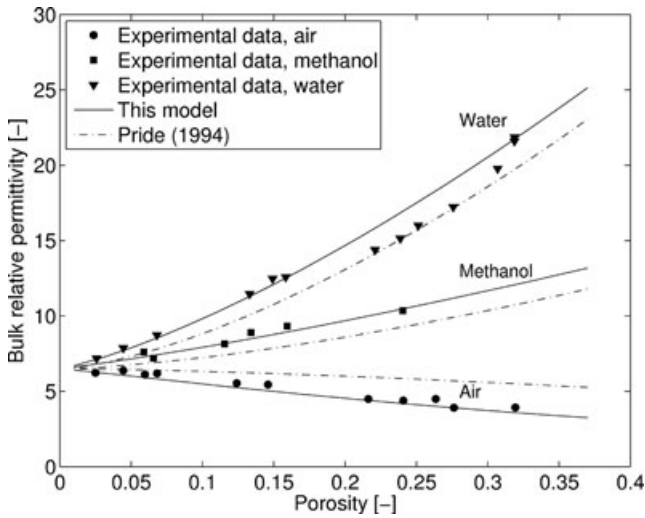 30
25
20
15
10
5
0
Bulk relative permittivity [–]
Experimental data, air
Experimental data, methanol
Experimental data, water
This model
Pride (1994)
Water
Methanol
Air
0 0.05 0.1 0.15 0.2 0.25 0.3 0.35 0.4
Porosity [–]